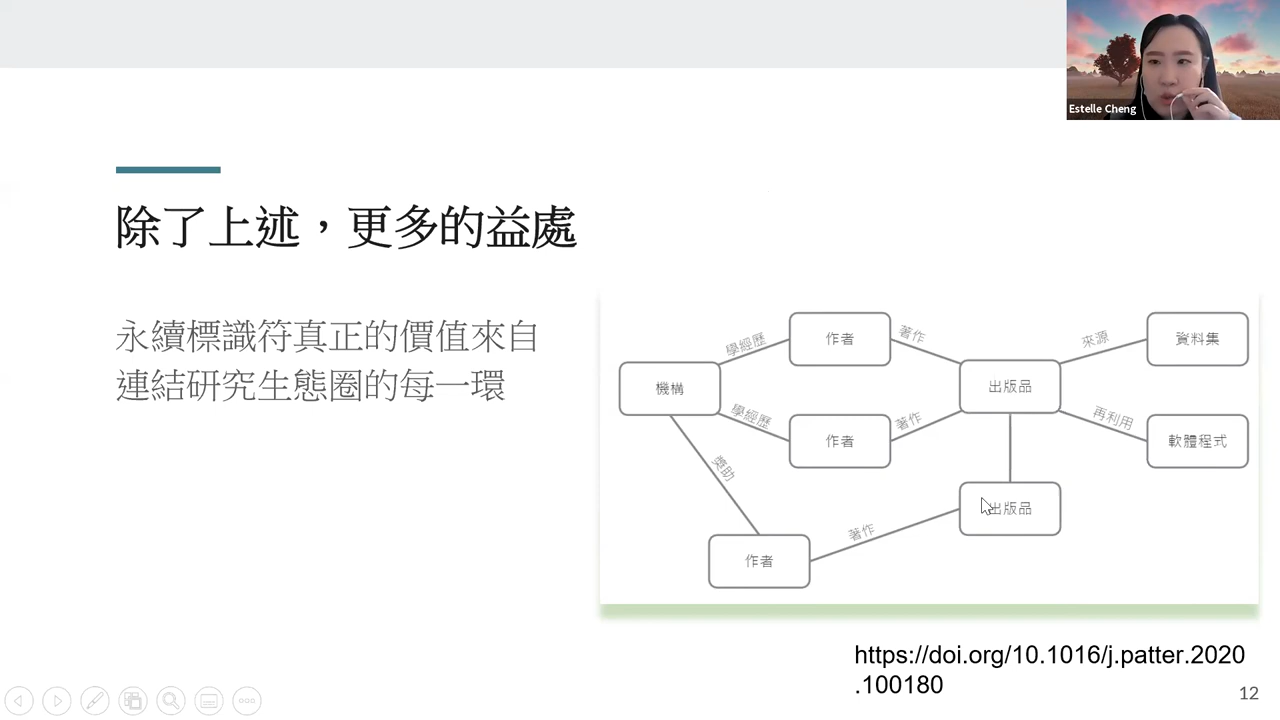 Estelle Cheng
除了上述，更多的益處
永續標識符真正的價值來自
連結研究生態圈的每一環
機構
學經歷
作者
著作
出版品
來源
資料集
學經歷
作者
著作
再利用
軟體程式
獎助
出版品
著作
作者
https://doi.org/10.1016/j.patter.2020
.100180
12